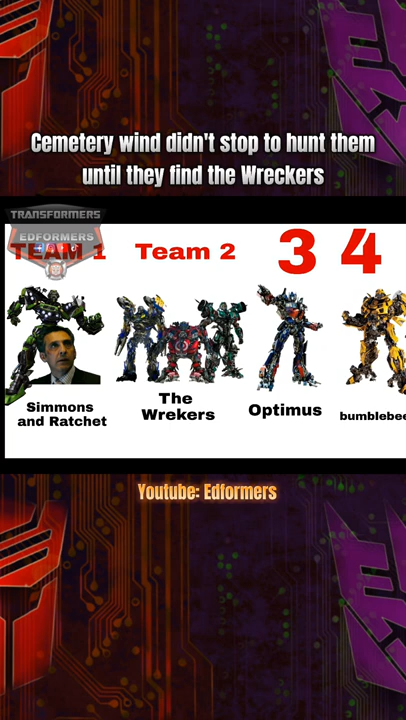 Cemetery wind didn't stop to hunt them
until they find the Wreckers
TRANSFORMERS
EDFORMERS
TEAM 1
Team 2
3
4
Simmons
and Ratchet
The
Wrekers
Optimus
bumblebee
Youtube: Edformers